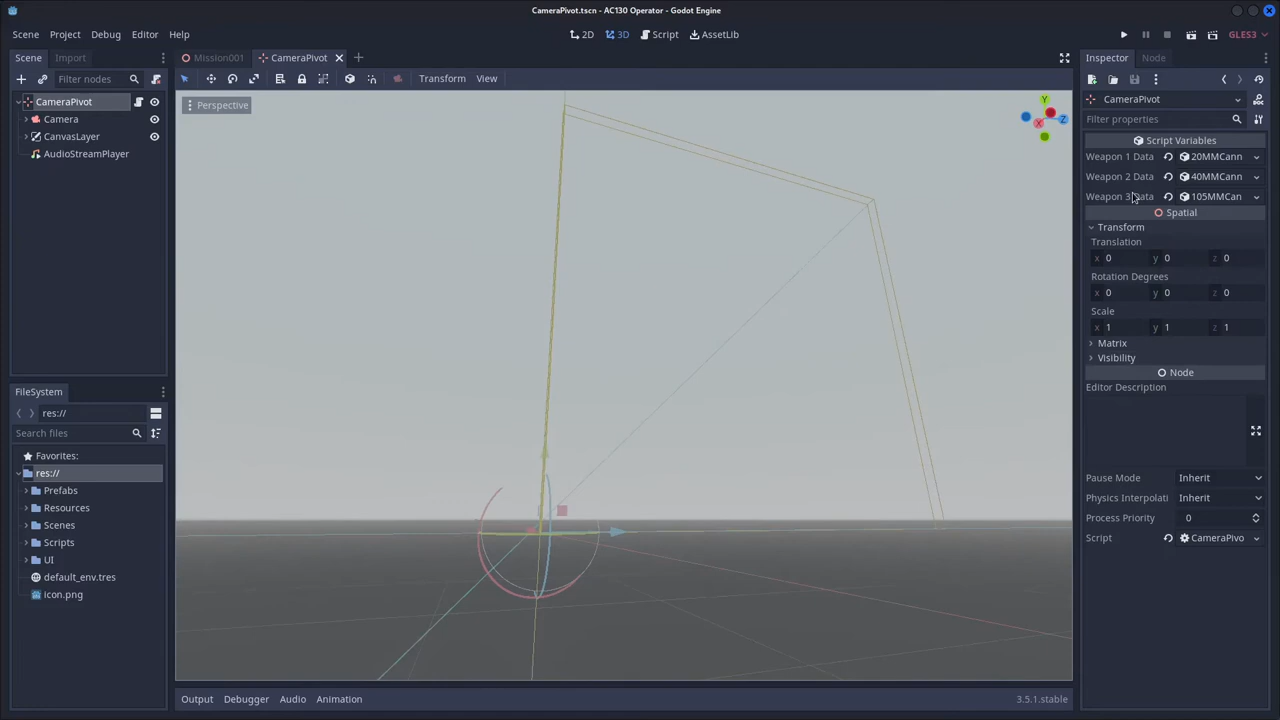 CameraPivot.tscn - AC130 Operator - Godot Engine
Scene Project Debug Editor Help
2D 3D Script AssetLib
GLES3
Scene Import
Filter nodes
CameraPivot
Camera
CanvasLayer
AudioStreamPlayer
FileSystem
res://
Search files
Favorites:
res://
Prefabs
Resources
Scenes
Scripts
UI
default_env.tres
icon.png
Mission001 CameraPivot
Transform View
Perspective
Y
X
Z
Output Debugger Audio Animation
3.5.1.stable
Inspector Node
CameraPivot
Filter properties
Script Variables
Weapon 1 Data 20MMCann
Weapon 2 Data 40MMCann
Weapon 3 Data 105MMCan
Spatial
Transform
Translation
x 0 y 0 z 0
Rotation Degrees
x 0 y 0 z 0
Scale
x 1 y 1 z 1
Matrix
Visibility
Node
Editor Description
Pause Mode Inherit
Physics Interpolati Inherit
Process Priority 0
Script CameraPivo